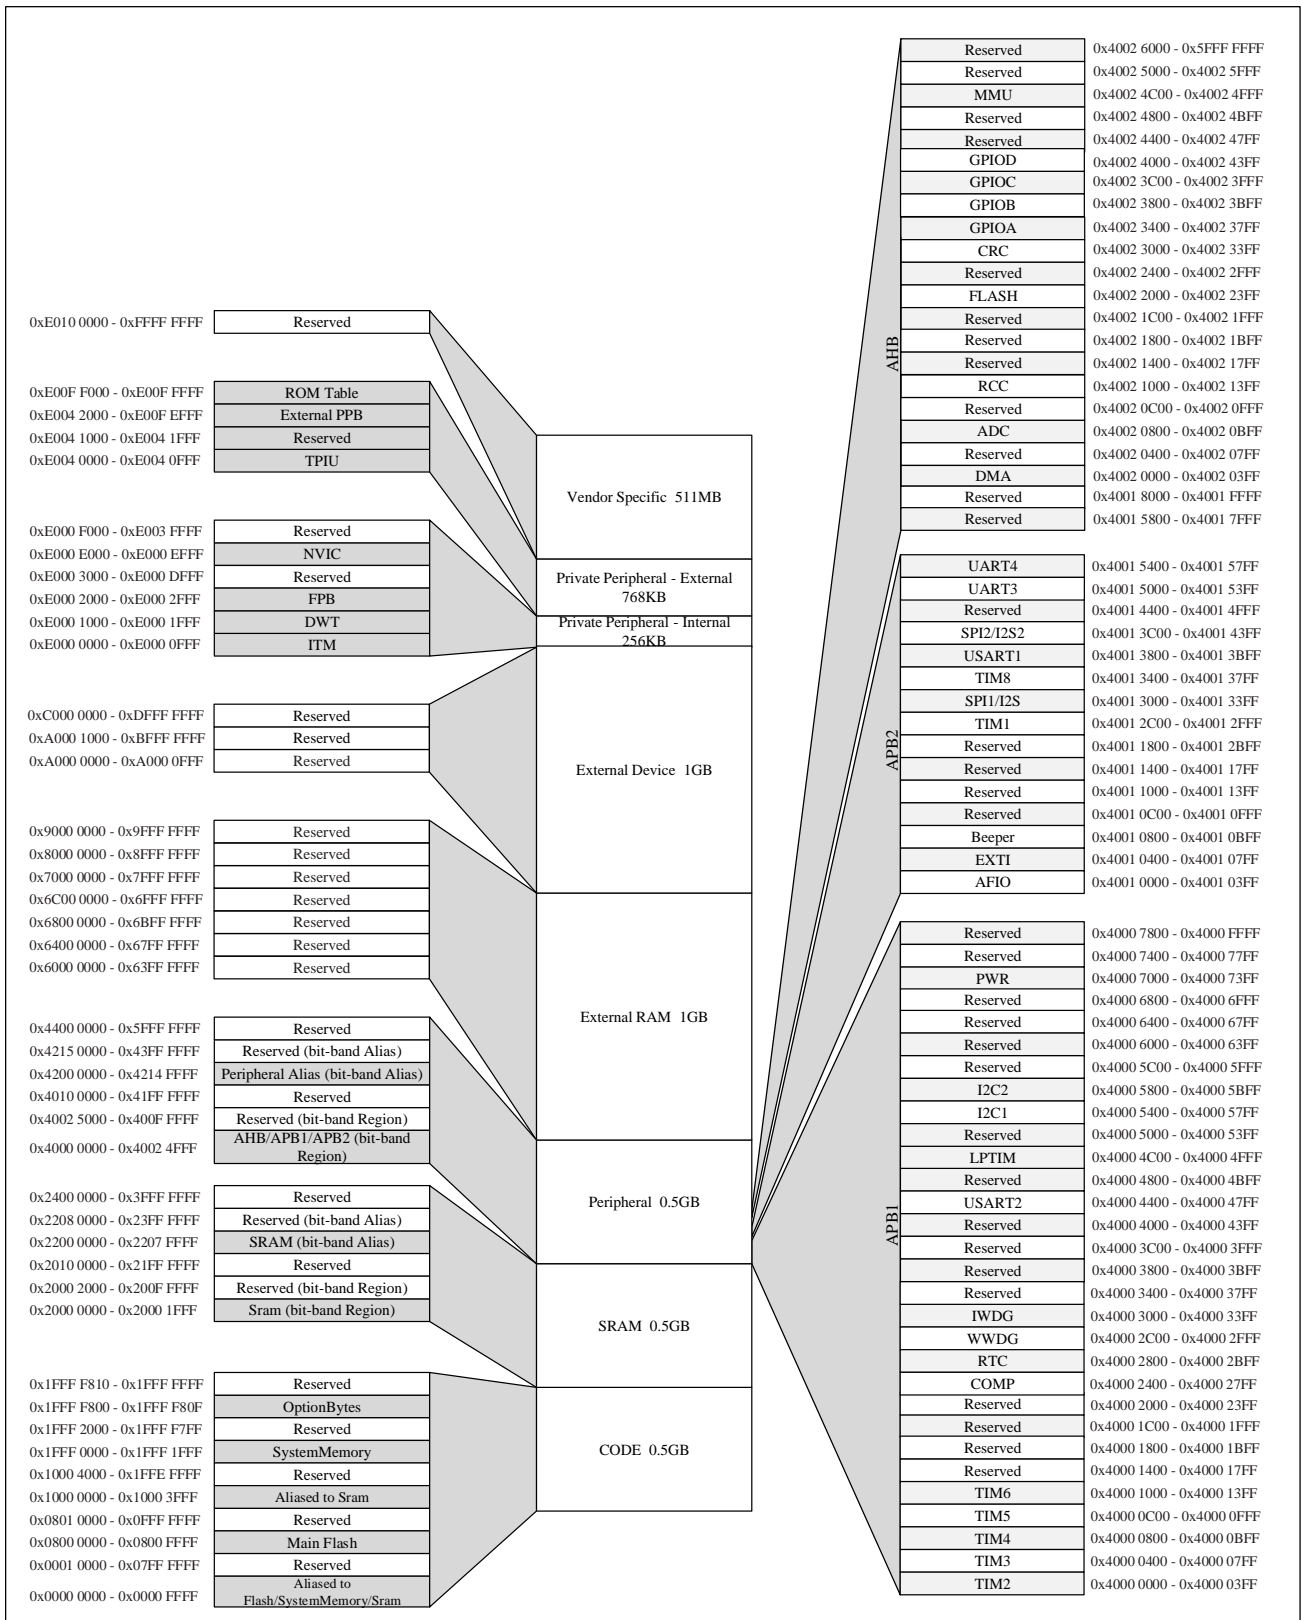 0xE010 0000 - 0xFFFF FFFF Reserved
0xE00F F000 - 0xE00F FFFF ROM Table
0xE004 2000 - 0xE00F EFFF External PPB
0xE004 1000 - 0xE004 1FFF Reserved
0xE004 0000 - 0xE004 0FFF TPIU
0xE000 F000 - 0xE003 FFFF Reserved
0xE000 E000 - 0xE000 EFFF NVIC
0xE000 3000 - 0xE000 DFFF Reserved
0xE000 2000 - 0xE000 2FFF FPB
0xE000 1000 - 0xE000 1FFF DWT
0xE000 0000 - 0xE000 0FFF ITM
0xC000 0000 - 0xDFFF FFFF Reserved
0xA000 1000 - 0xBFFF FFFF Reserved
0xA000 0000 - 0xA000 0FFF Reserved
0x9000 0000 - 0x9FFF FFFF Reserved
0x8000 0000 - 0x8FFF FFFF Reserved
0x7000 0000 - 0x7FFF FFFF Reserved
0x6C00 0000 - 0x6FFF FFFF Reserved
0x6800 0000 - 0x6BFF FFFF Reserved
0x6400 0000 - 0x67FF FFFF Reserved
0x6000 0000 - 0x63FF FFFF Reserved
0x4400 0000 - 0x5FFF FFFF Reserved
0x4215 0000 - 0x43FF FFFF Reserved (bit-band Alias)
0x4200 0000 - 0x4214 FFFF Peripheral Alias (bit-band Alias)
0x4010 0000 - 0x41FF FFFF Reserved
0x4002 5000 - 0x400F FFFF Reserved (bit-band Region)
0x4000 0000 - 0x4002 4FFF AHB/APB1/APB2 (bit-band
Region)
0x2400 0000 - 0x3FFF FFFF Reserved
0x2208 0000 - 0x23FF FFFF Reserved (bit-band Alias)
0x2200 0000 - 0x2207 FFFF SRAM (bit-band Alias)
0x2010 0000 - 0x21FF FFFF Reserved
0x2000 2000 - 0x200F FFFF Reserved (bit-band Region)
0x2000 0000 - 0x2000 1FFF Sram (bit-band Region)
0x1FFF F810 - 0x1FFF FFFF Reserved
0x1FFF F800 - 0x1FFF F80F OptionBytes
0x1FFF 2000 - 0x1FFF F7FF Reserved
0x1FFF 0000 - 0x1FFF 1FFF SystemMemory
0x1000 4000 - 0x1FFE FFFF Reserved
0x1000 0000 - 0x1000 3FFF Aliased to Sram
0x0801 0000 - 0x0FFF FFFF Reserved
0x0800 0000 - 0x0800 FFFF Main Flash
0x0001 0000 - 0x07FF FFFF Reserved
0x0000 0000 - 0x0000 FFFF Aliased to
Flash/SystemMemory/Sram
Vendor Specific 511MB
Private Peripheral - External
768KB
Private Peripheral - Internal
256KB
External Device 1GB
External RAM 1GB
Peripheral 0.5GB
SRAM 0.5GB
CODE 0.5GB
AHB
Reserved 0x4002 6000 - 0x5FFF FFFF
Reserved 0x4002 5000 - 0x4002 5FFF
MMU 0x4002 4C00 - 0x4002 4FFF
Reserved 0x4002 4800 - 0x4002 4BFF
Reserved 0x4002 4400 - 0x4002 47FF
GPIOD 0x4002 4000 - 0x4002 43FF
GPIOC 0x4002 3C00 - 0x4002 3FFF
GPIOB 0x4002 3800 - 0x4002 3BFF
GPIOA 0x4002 3400 - 0x4002 37FF
CRC 0x4002 3000 - 0x4002 33FF
Reserved 0x4002 2400 - 0x4002 2FFF
FLASH 0x4002 2000 - 0x4002 23FF
Reserved 0x4002 1C00 - 0x4002 1FFF
Reserved 0x4002 1800 - 0x4002 1BFF
Reserved 0x4002 1400 - 0x4002 17FF
RCC 0x4002 1000 - 0x4002 13FF
Reserved 0x4002 0C00 - 0x4002 0FFF
ADC 0x4002 0800 - 0x4002 0BFF
Reserved 0x4002 0400 - 0x4002 07FF
DMA 0x4002 0000 - 0x4002 03FF
Reserved 0x4001 8000 - 0x4001 FFFF
Reserved 0x4001 5800 - 0x4001 7FFF
APB2
UART4 0x4001 5400 - 0x4001 57FF
UART3 0x4001 5000 - 0x4001 53FF
Reserved 0x4001 4400 - 0x4001 4FFF
SPI2/I2S2 0x4001 3C00 - 0x4001 43FF
USART1 0x4001 3800 - 0x4001 3BFF
TIM8 0x4001 3400 - 0x4001 37FF
SPI1/I2S 0x4001 3000 - 0x4001 33FF
TIM1 0x4001 2C00 - 0x4001 2FFF
Reserved 0x4001 1800 - 0x4001 2BFF
Reserved 0x4001 1400 - 0x4001 17FF
Reserved 0x4001 1000 - 0x4001 13FF
Reserved 0x4001 0C00 - 0x4001 0FFF
Beeper 0x4001 0800 - 0x4001 0BFF
EXTI 0x4001 0400 - 0x4001 07FF
AFIO 0x4001 0000 - 0x4001 03FF
APB1
Reserved 0x4000 7800 - 0x4000 FFFF
Reserved 0x4000 7400 - 0x4000 77FF
PWR 0x4000 7000 - 0x4000 73FF
Reserved 0x4000 6800 - 0x4000 6FFF
Reserved 0x4000 6400 - 0x4000 67FF
Reserved 0x4000 6000 - 0x4000 63FF
Reserved 0x4000 5C00 - 0x4000 5FFF
I2C2 0x4000 5800 - 0x4000 5BFF
I2C1 0x4000 5400 - 0x4000 57FF
Reserved 0x4000 5000 - 0x4000 53FF
LPTIM 0x4000 4C00 - 0x4000 4FFF
Reserved 0x4000 4800 - 0x4000 4BFF
USART2 0x4000 4400 - 0x4000 47FF
Reserved 0x4000 4000 - 0x4000 43FF
Reserved 0x4000 3C00 - 0x4000 3FFF
Reserved 0x4000 3800 - 0x4000 3BFF
Reserved 0x4000 3400 - 0x4000 37FF
IWDG 0x4000 3000 - 0x4000 33FF
WWDG 0x4000 2C00 - 0x4000 2FFF
RTC 0x4000 2800 - 0x4000 2BFF
COMP 0x4000 2400 - 0x4000 27FF
Reserved 0x4000 2000 - 0x4000 23FF
Reserved 0x4000 1C00 - 0x4000 1FFF
Reserved 0x4000 1800 - 0x4000 1BFF
Reserved 0x4000 1400 - 0x4000 17FF
TIM6 0x4000 1000 - 0x4000 13FF
TIM5 0x4000 0C00 - 0x4000 0FFF
TIM4 0x4000 0800 - 0x4000 0BFF
TIM3 0x4000 0400 - 0x4000 07FF
TIM2 0x4000 0000 - 0x4000 03FF